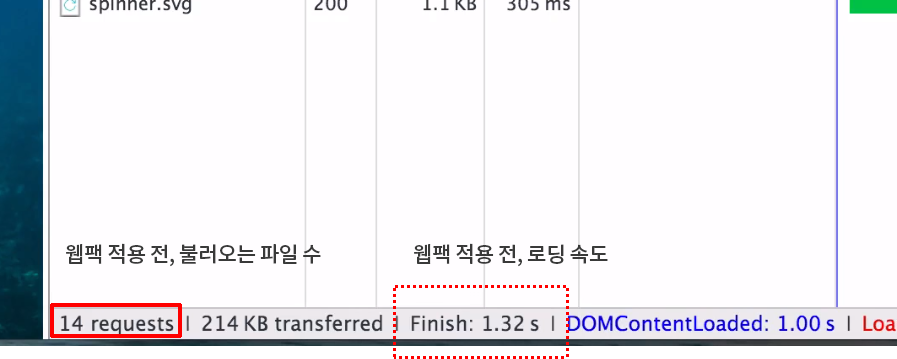 spinner.svg 200 1.1 KB 305 ms
웹팩 적용 전, 불러오는 파일 수 웹팩 적용 전, 로딩 속도
14 requests | 214 KB transferred | Finish: 1.32 s | DOMContentLoaded: 1.00 s | Loa